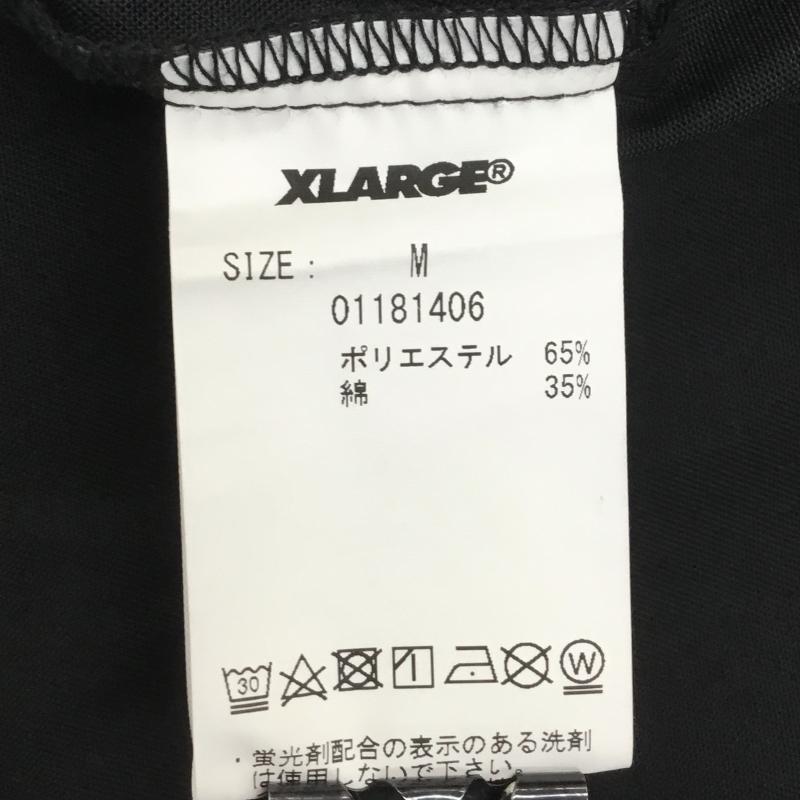 XLARGE®
SIZE : M
01181406
ポリエステル 65%
綿 35%
30 W
・蛍光剤配合の表示のある洗剤
は使用しないで下さい。